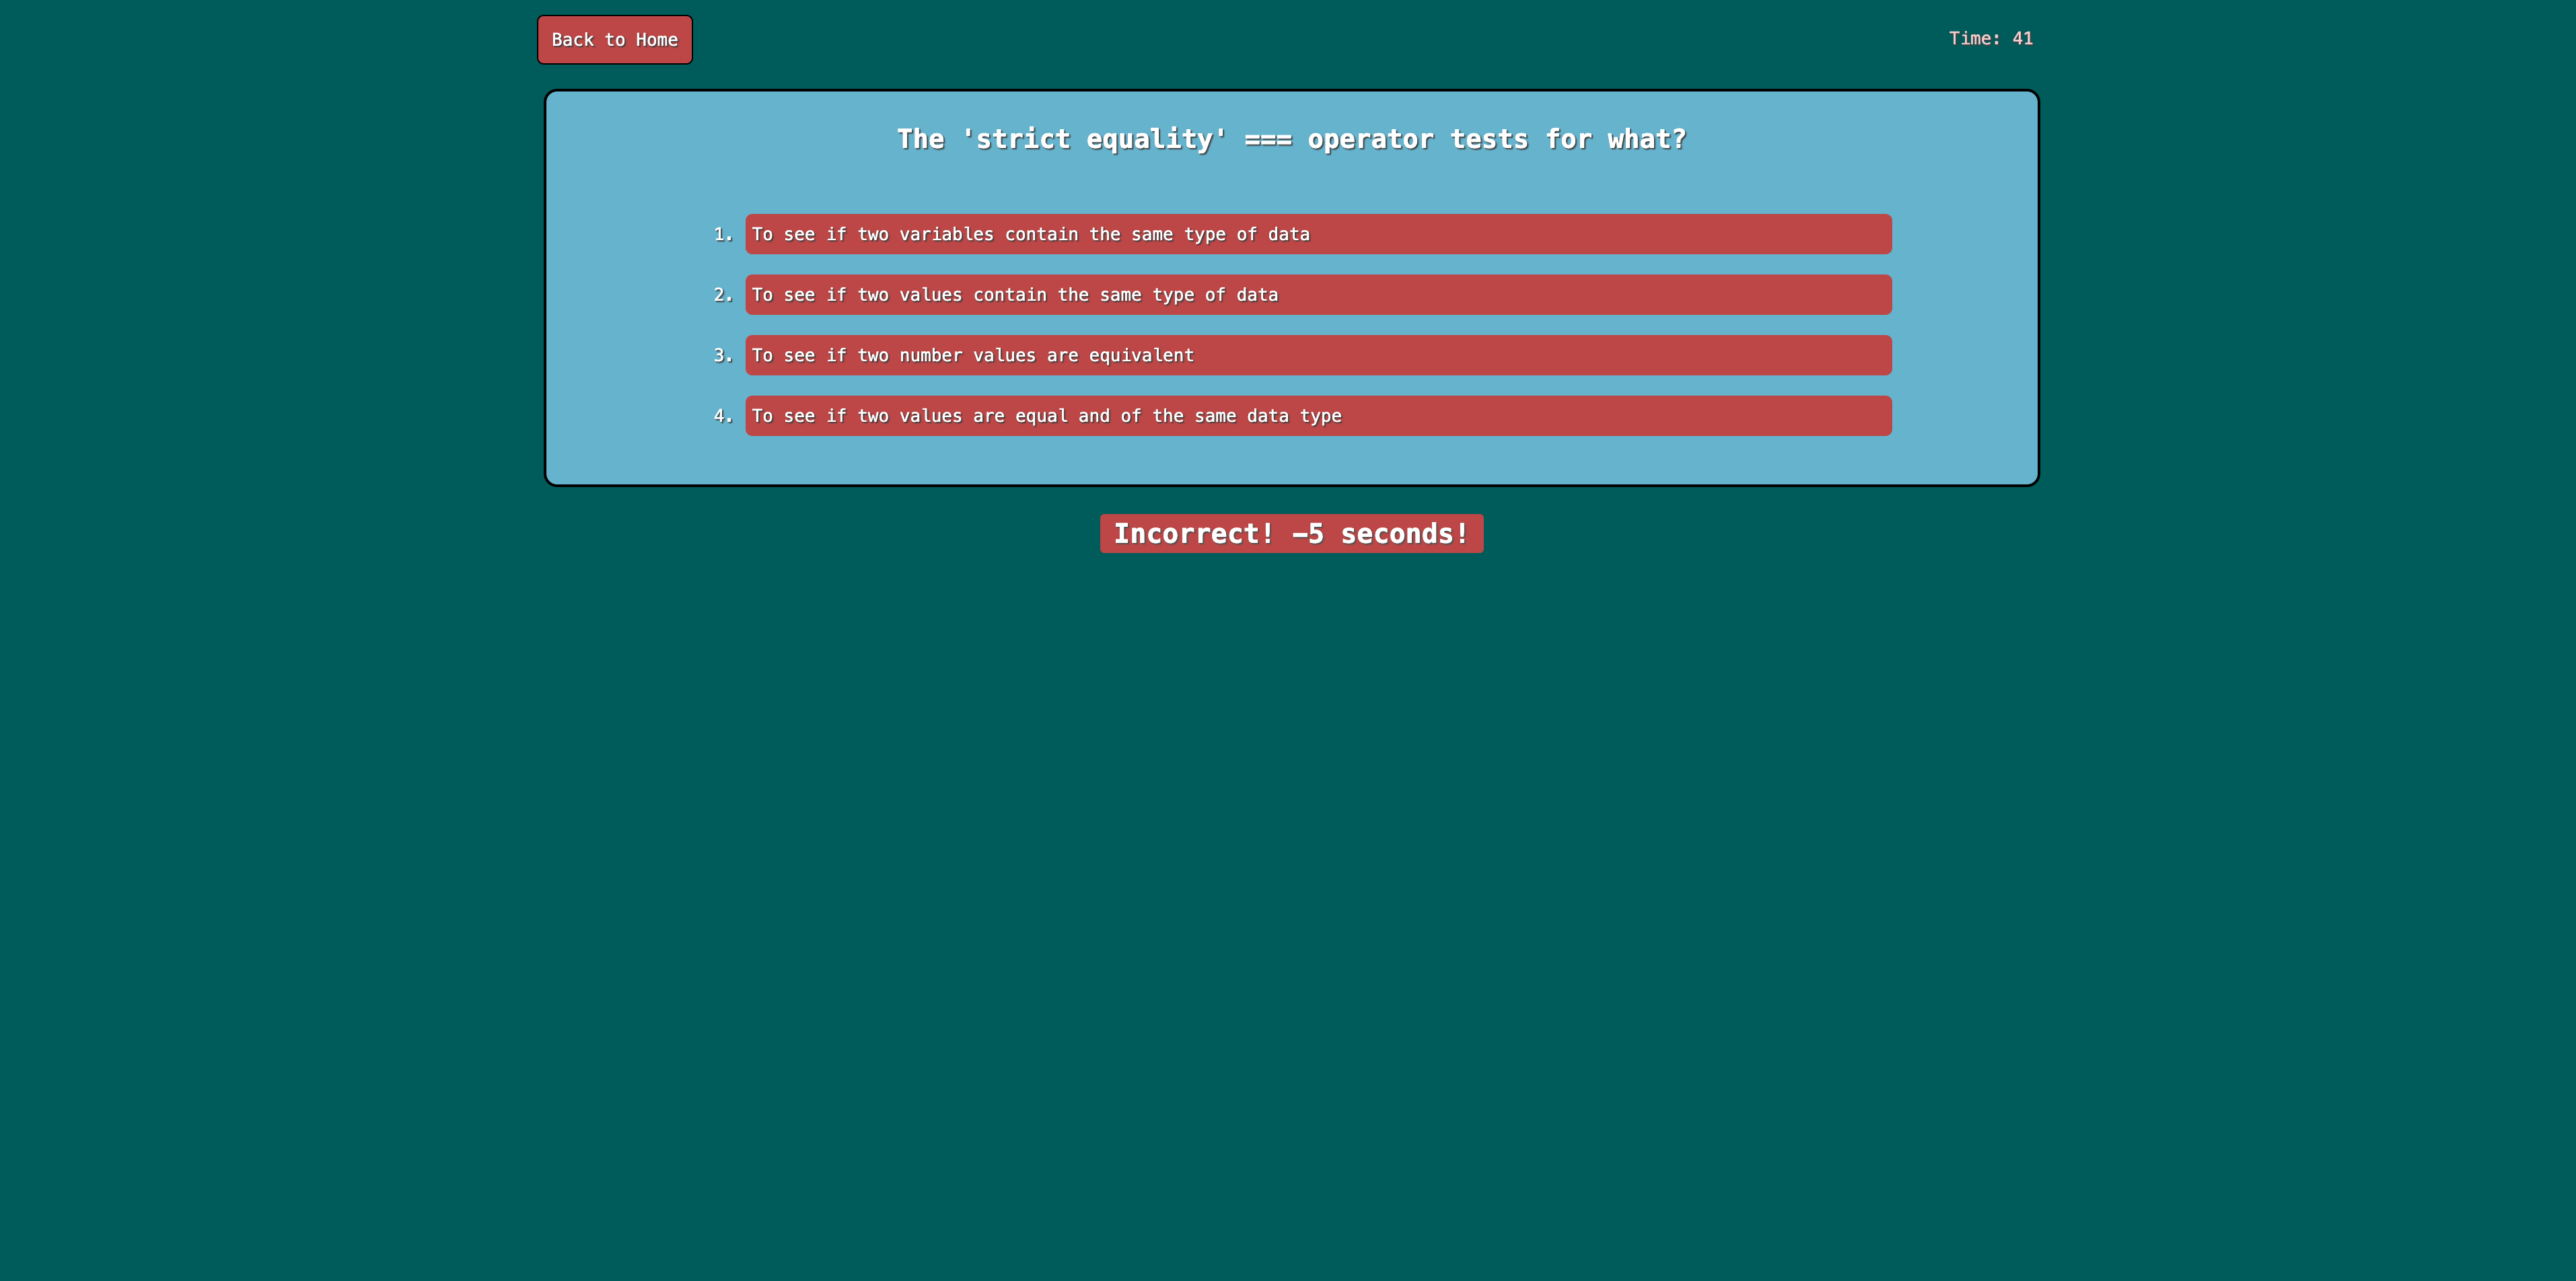 Back to Home
Time: 41
The 'strict equality' === operator tests for what?
1. To see if two variables contain the same type of data
2. To see if two values contain the same type of data
3. To see if two number values are equivalent
4. To see if two values are equal and of the same data type
Incorrect! −5 seconds!